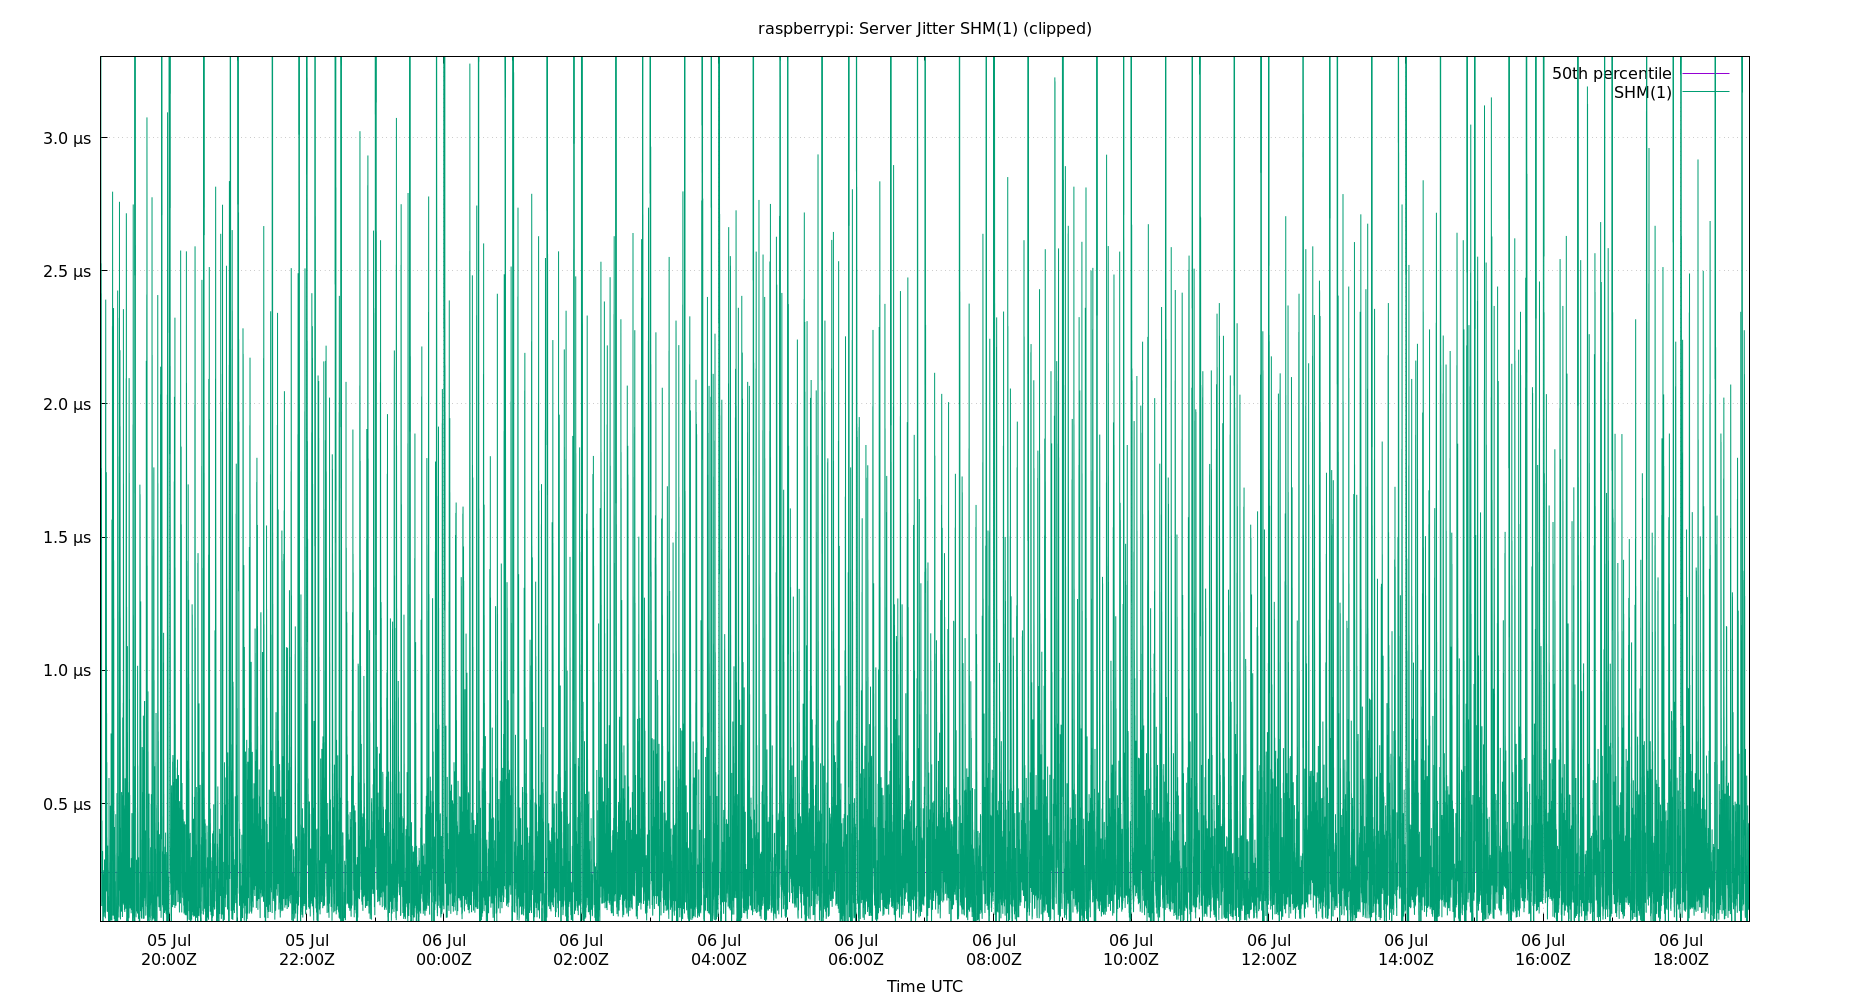 raspberrypi: Server Jitter SHM(1) (clipped)
50th percentile
SHM(1)
3.0 μs
2.5 μs
2.0 μs
1.5 μs
1.0 μs
0.5 μs
05 Jul 05 Jul 06 Jul 06 Jul 06 Jul 06 Jul 06 Jul 06 Jul 06 Jul 06 Jul 06 Jul 06 Jul
20:00Z 22:00Z 00:00Z 02:00Z 04:00Z 06:00Z 08:00Z 10:00Z 12:00Z 14:00Z 16:00Z 18:00Z
Time UTC